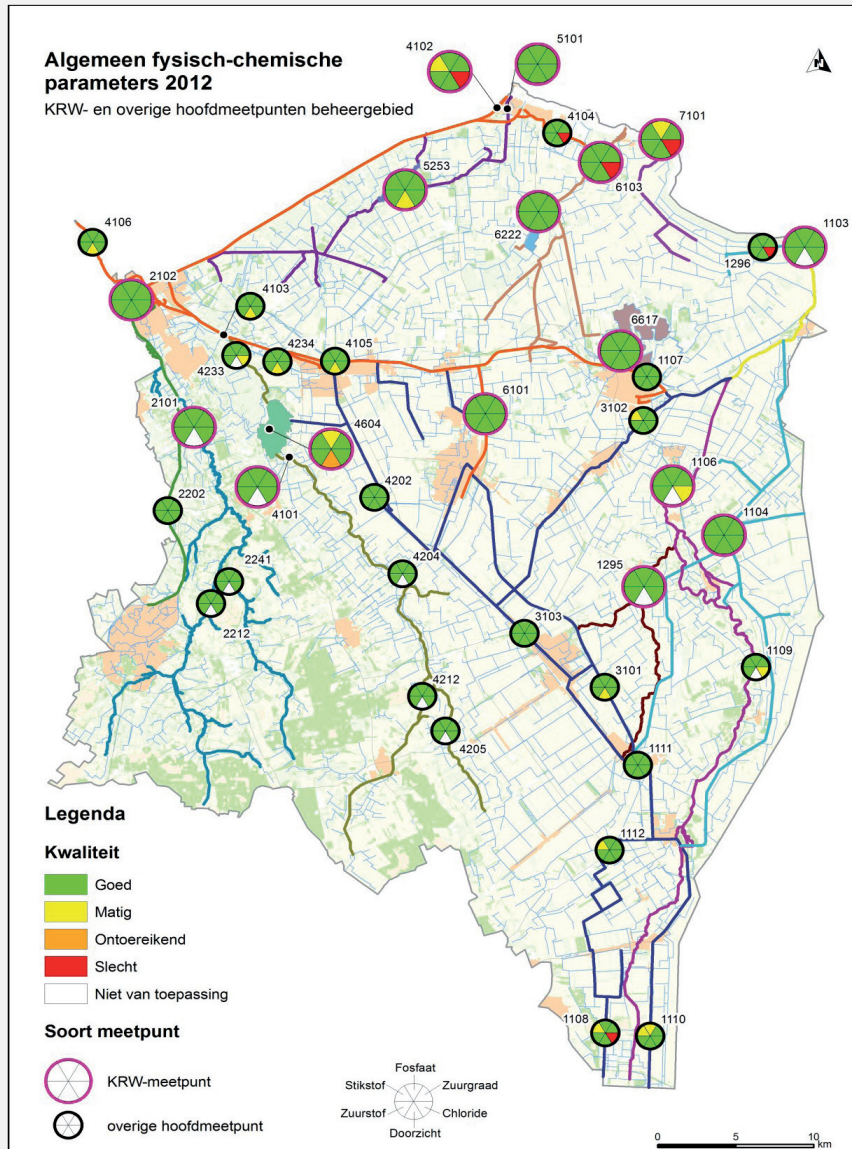 Algemeen fysisch-chemische
parameters 2012
KRW- en overige hoofdmeetpunten beheergebied
N
4102
5101
4104
7101
5253
6103
6222
4106
2102
1296
1103
4103
4234
4105
4233
6617
1107
2101
4604
6101
3102
4101
4202
1106
2202
1104
2241
4204
1295
2212
3103
1109
3101
4212
4205
1111
1112
1108
1110
Legenda
Kwaliteit
Goed
Matig
Ontoereikend
Slecht
Niet van toepassing
Soort meetpunt
KRW-meetpunt
overige hoofdmeetpunt
Fosfaat
Stikstof
Zuurgraad
Zuurstof
Chloride
Doorzicht
0 5 10
km